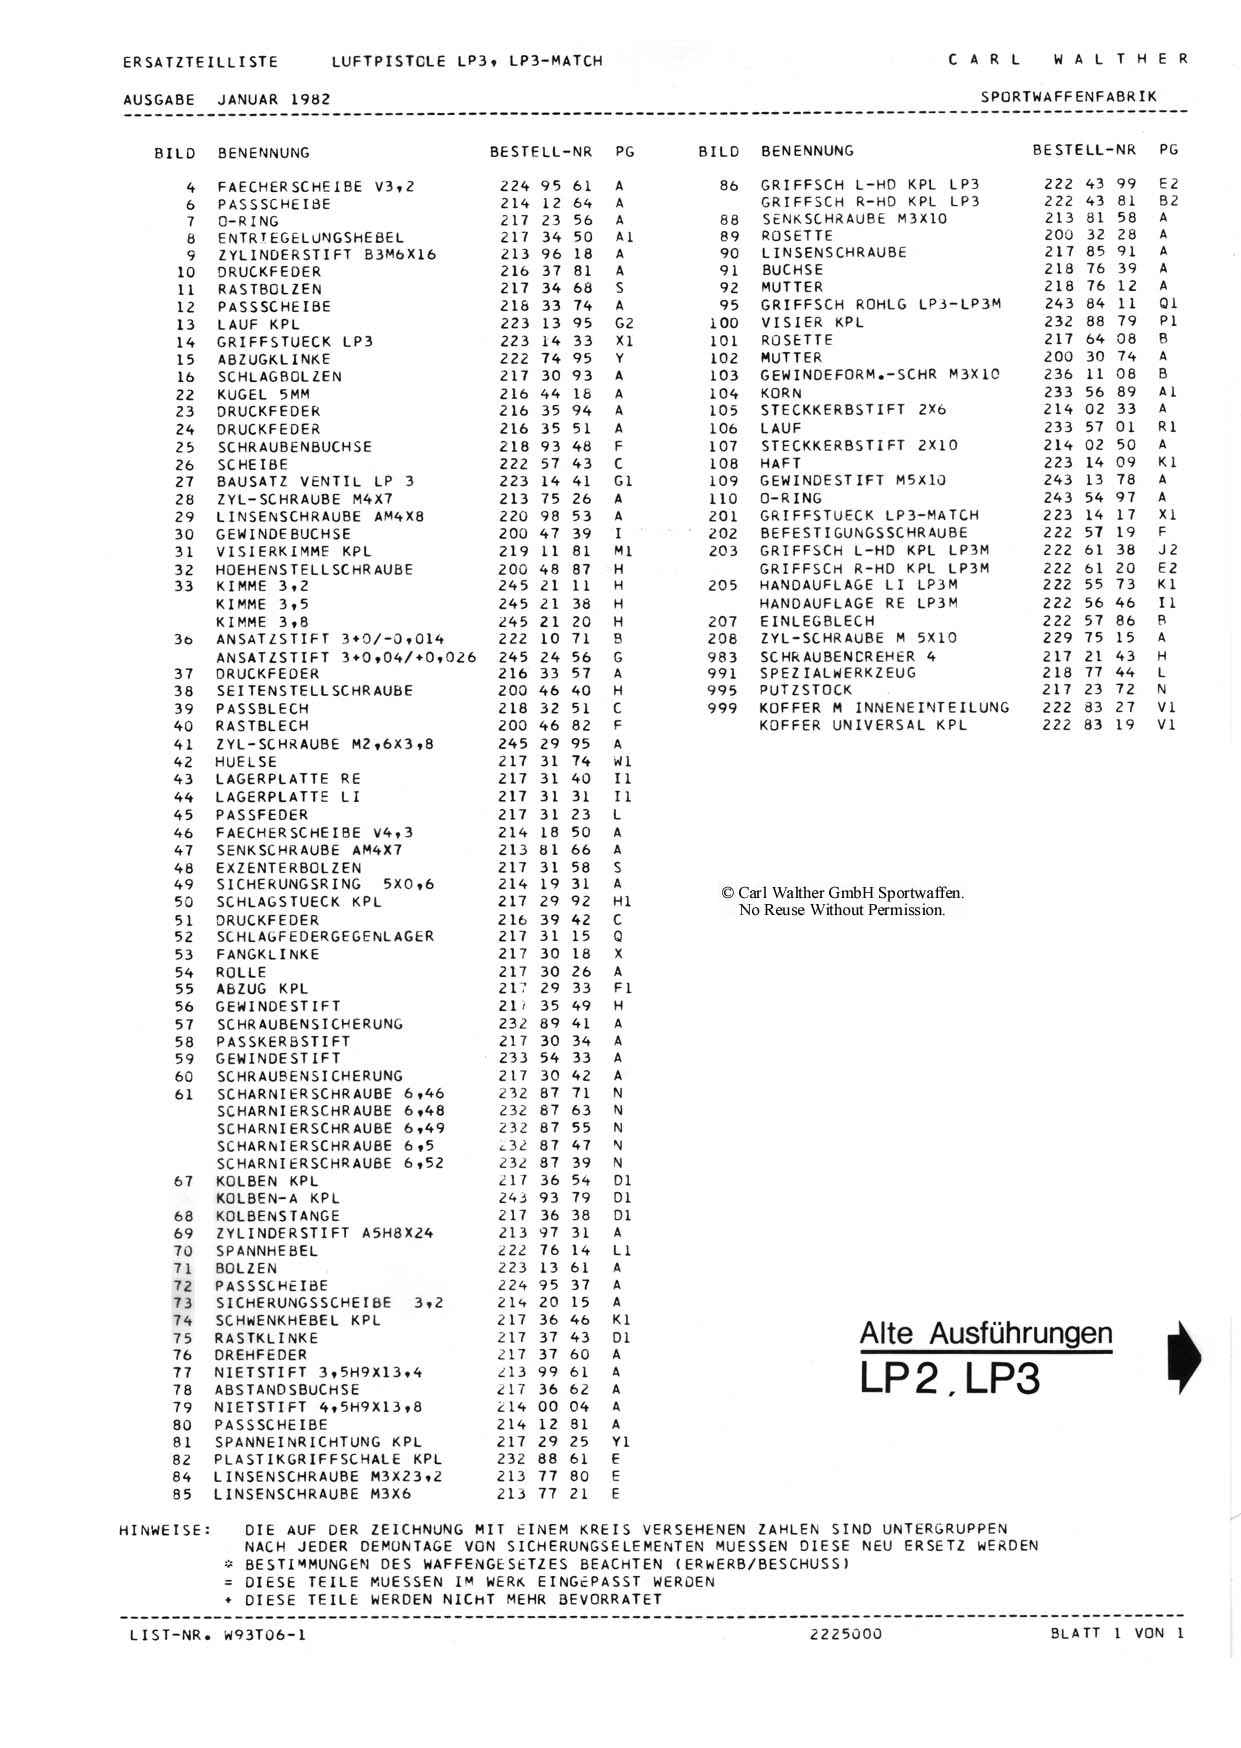 ERSATZTEILLISTE LUFTPISTOLE LP3, LP3-MATCH
CARL WALTHER
AUSGABE JANUAR 1982
SPORTWAFFENFABRIK
BILD BENENNUNG BESTELL-NR PG
4 FAECHERSCHEIBE V3,2 224 95 61 A
6 PASSSCHEIBE 214 12 64 A
7 O-RING 217 23 56 A
8 ENTRIEGELUNGSHEBEL 217 34 50 A1
9 ZYLINDERSTIFT B3M6X16 213 96 18 A
10 DRUCKFEDER 216 37 81 A
11 RASTBOLZEN 217 34 68 S
12 PASSSCHEIBE 218 33 74 A
13 LAUF KPL 223 13 95 G2
14 GRIFFSTUECK LP3 223 14 33 X1
15 ABZUGKLINKE 222 74 95 Y
16 SCHLAGBOLZEN 217 30 93 A
22 KUGEL 5MM 216 44 18 A
23 DRUCKFEDER 216 35 94 A
24 DRUCKFEDER 216 35 51 A
25 SCHRAUBENBUCHSE 218 93 48 F
26 SCHEIBE 222 57 43 C
27 BAUSATZ VENTIL LP 3 223 14 41 G1
28 ZYL-SCHRAUBE M4X7 213 75 26 A
29 LINSENSCHRAUBE AM4X8 220 98 53 A
30 GEWINDEBUCHSE 200 47 39 I
31 VISIERKIMME KPL 219 11 81 M1
32 HOEHENSTELLSCHRAUBE 200 48 87 H
33 KIMME 3,2 245 21 11 H
KIMME 3,5 245 21 38 H
KIMME 3,8 245 21 20 H
36 ANSATZSTIFT 3+0/-0,014 222 10 71 B
ANSATZSTIFT 3+0,04/+0,026 245 24 56 G
37 DRUCKFEDER 216 33 57 A
38 SEITENSTELLSCHRAUBE 200 46 40 H
39 PASSBLECH 218 32 51 C
40 RASTBLECH 200 46 82 F
41 ZYL-SCHRAUBE M2,6X3,8 245 29 95 A
42 HUELSE 217 31 74 W1
43 LAGERPLATTE RE 217 31 40 I1
44 LAGERPLATTE LI 217 31 31 I1
45 PASSFEDER 217 31 23 L
46 FAECHERSCHEIBE V4,3 214 18 50 A
47 SENKSCHRAUBE AM4X7 213 81 66 A
48 EXZENTERBOLZEN 217 31 58 S
49 SICHERUNGSRING 5X0,6 214 19 31 A
50 SCHLAGSTUECK KPL 217 29 92 H1
51 DRUCKFEDER 216 39 42 C
52 SCHLAGFEDERGEGENLAGER 217 31 15 Q
53 FANGKLINKE 217 30 18 X
54 ROLLE 217 30 26 A
55 ABZUG KPL 217 29 33 F1
56 GEWINDESTIFT 217 35 49 H
57 SCHRAUBENSICHERUNG 232 89 41 A
58 PASSKERBSTIFT 217 30 34 A
59 GEWINDESTIFT 233 54 33 A
60 SCHRAUBENSICHERUNG 217 30 42 A
61 SCHARNIERSCHRAUBE 6,46 232 87 71 N
SCHARNIERSCHRAUBE 6,48 232 87 63 N
SCHARNIERSCHRAUBE 6,49 232 87 55 N
SCHARNIERSCHRAUBE 6,5 232 87 47 N
SCHARNIERSCHRAUBE 6,52 232 87 39 N
67 KOLBEN KPL 217 36 54 D1
KOLBEN-A KPL 243 93 79 D1
68 KOLBENSTANGE 217 36 38 D1
69 ZYLINDERSTIFT A5H8X24 213 97 31 A
70 SPANNHEBEL 222 76 14 L1
71 BOLZEN 223 13 61 A
72 PASSSCHEIBE 224 95 37 A
73 SICHERUNGSSCHEIBE 3,2 214 20 15 A
74 SCHWENKHEBEL KPL 217 36 46 K1
75 RASTKLINKE 217 37 43 D1
76 DREHFEDER 217 37 60 A
77 NIETSTIFT 3,5H9X13,4 213 99 61 A
78 ABSTANDSBUCHSE 217 36 62 A
79 NIETSTIFT 4,5H9X13,8 214 00 04 A
80 PASSSCHEIBE 214 12 81 A
81 SPANNEINRICHTUNG KPL 217 29 25 Y1
82 PLASTIKGRIFFSCHALE KPL 232 88 61 E
84 LINSENSCHRAUBE M3X23,2 213 77 80 E
85 LINSENSCHRAUBE M3X6 213 77 21 E
BILD BENENNUNG BESTELL-NR PG
86 GRIFFSCH L-HD KPL LP3 222 43 99 E2
GRIFFSCH R-HD KPL LP3 222 43 81 B2
88 SENKSCHRAUBE M3X10 213 81 58 A
89 ROSETTE 200 32 28 A
90 LINSENSCHRAUBE 217 85 91 A
91 BUCHSE 218 76 39 A
92 MUTTER 218 76 12 A
95 GRIFFSCH ROHLG LP3-LP3M 243 84 11 Q1
100 VISIER KPL 232 88 79 P1
101 ROSETTE 217 64 08 B
102 MUTTER 200 30 74 A
103 GEWINDEFORM.-SCHR M3X10 236 11 08 B
104 KORN 233 56 89 A1
105 STECKKERBSTIFT 2X6 214 02 33 A
106 LAUF 233 57 01 R1
107 STECKKERBSTIFT 2X10 214 02 50 A
108 HAFT 223 14 09 K1
109 GEWINDESTIFT M5X10 243 13 78 A
110 O-RING 243 54 97 A
201 GRIFFSTUECK LP3-MATCH 223 14 17 X1
202 BEFESTIGUNGSSCHRAUBE 222 57 19 F
203 GRIFFSCH L-HD KPL LP3M 222 61 38 J2
GRIFFSCH R-HD KPL LP3M 222 61 20 E2
205 HANDAUFLAGE LI LP3M 222 55 73 K1
HANDAUFLAGE RE LP3M 222 56 46 I1
207 EINLEGBLECH 222 57 86 B
208 ZYL-SCHRAUBE M 5X10 229 75 15 A
983 SCHRAUBENDREHER 4 217 21 43 H
991 SPEZIALWERKZEUG 218 77 44 L
995 PUTZSTOCK 217 23 72 N
999 KOFFER M INNENEINTEILUNG 222 83 27 V1
KOFFER UNIVERSAL KPL 222 83 19 V1
© Carl Walther GmbH Sportwaffen.
No Reuse Without Permission.
Alte Ausführungen
LP2, LP3
HINWEISE: DIE AUF DER ZEICHNUNG MIT EINEM KREIS VERSEHENEN ZAHLEN SIND UNTERGRUPPEN
NACH JEDER DEMONTAGE VON SICHERUNGSELEMENTEN MUESSEN DIESE NEU ERSETZ WERDEN
* BESTIMMUNGEN DES WAFFENGESETZES BEACHTEN (ERWERB/BESCHUSS)
= DIESE TEILE MUESSEN IM WERK EINGEPASST WERDEN
+ DIESE TEILE WERDEN NICHT MEHR BEVORRATET
LIST-NR. W93T06-1 2225000 BLATT 1 VON 1